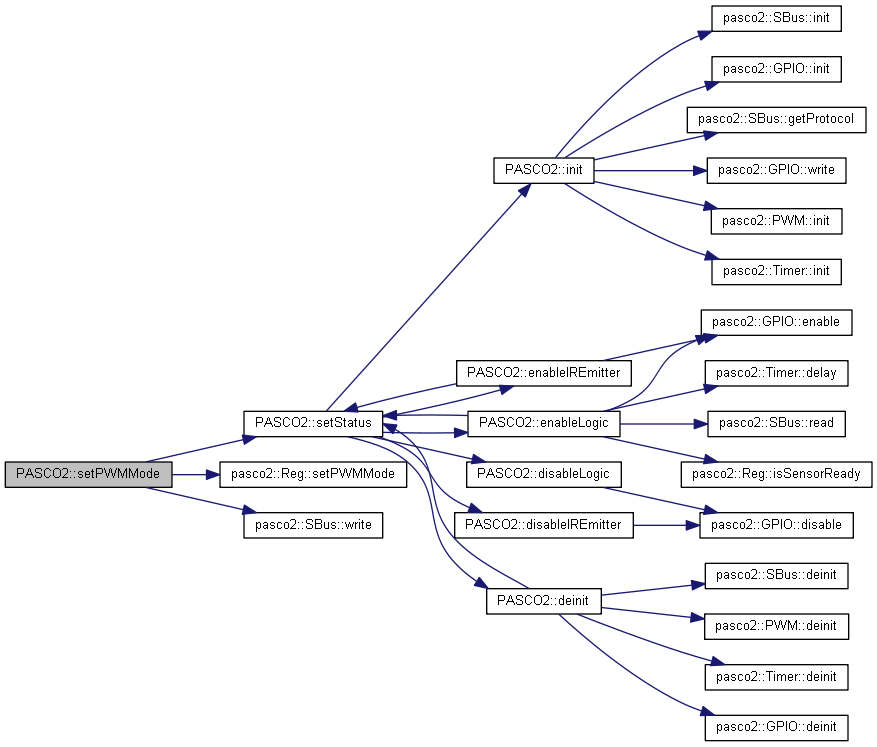 pasco2::SBus::init
pasco2::GPIO::init
pasco2::SBus::getProtocol
PASCO2::init
pasco2::GPIO::write
pasco2::PWM::init
pasco2::Timer::init
pasco2::GPIO::enable
PASCO2::enableIREmitter
pasco2::Timer::delay
PASCO2::setStatus
PASCO2::enableLogic
pasco2::SBus::read
PASCO2::setPWMMode
pasco2::Reg::setPWMMode
PASCO2::disableLogic
pasco2::Reg::isSensorReady
pasco2::SBus::write
PASCO2::disableIREmitter
pasco2::GPIO::disable
pasco2::SBus::deinit
PASCO2::deinit
pasco2::PWM::deinit
pasco2::Timer::deinit
pasco2::GPIO::deinit